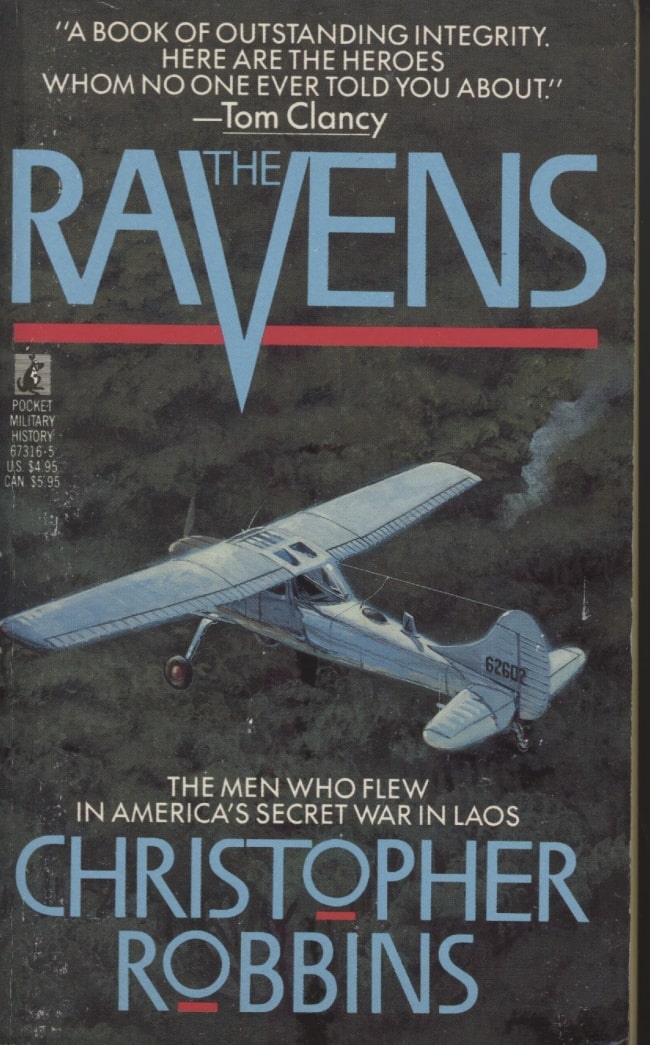 "A BOOK OF OUTSTANDING INTEGRITY.
HERE ARE THE HEROES
WHOM NO ONE EVER TOLD YOU ABOUT."
—Tom Clancy
THE
RAVENS
POCKET
MILITARY
HISTORY
67316-5
U.S. $4.95
CAN $5.95
62602
THE MEN WHO FLEW
IN AMERICA'S SECRET WAR IN LAOS
CHRISTOPHER
ROBBINS